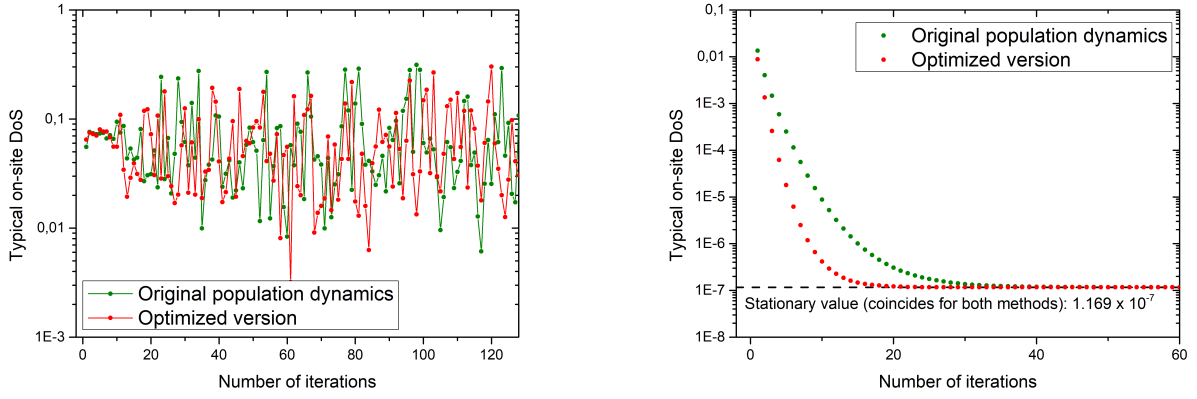 1
0,1
0,01
1E-3
Typical on-site DoS
Original population dynamics
Optimized version
0 20 40 60 80 100 120
Number of iterations
0,1
0,01
1E-3
1E-4
1E-5
1E-6
1E-7
1E-8
Typical on-site DoS
Original population dynamics
Optimized version
Stationary value (coincides for both methods): 1.169 x 10⁻⁷
0 20 40 60
Number of iterations